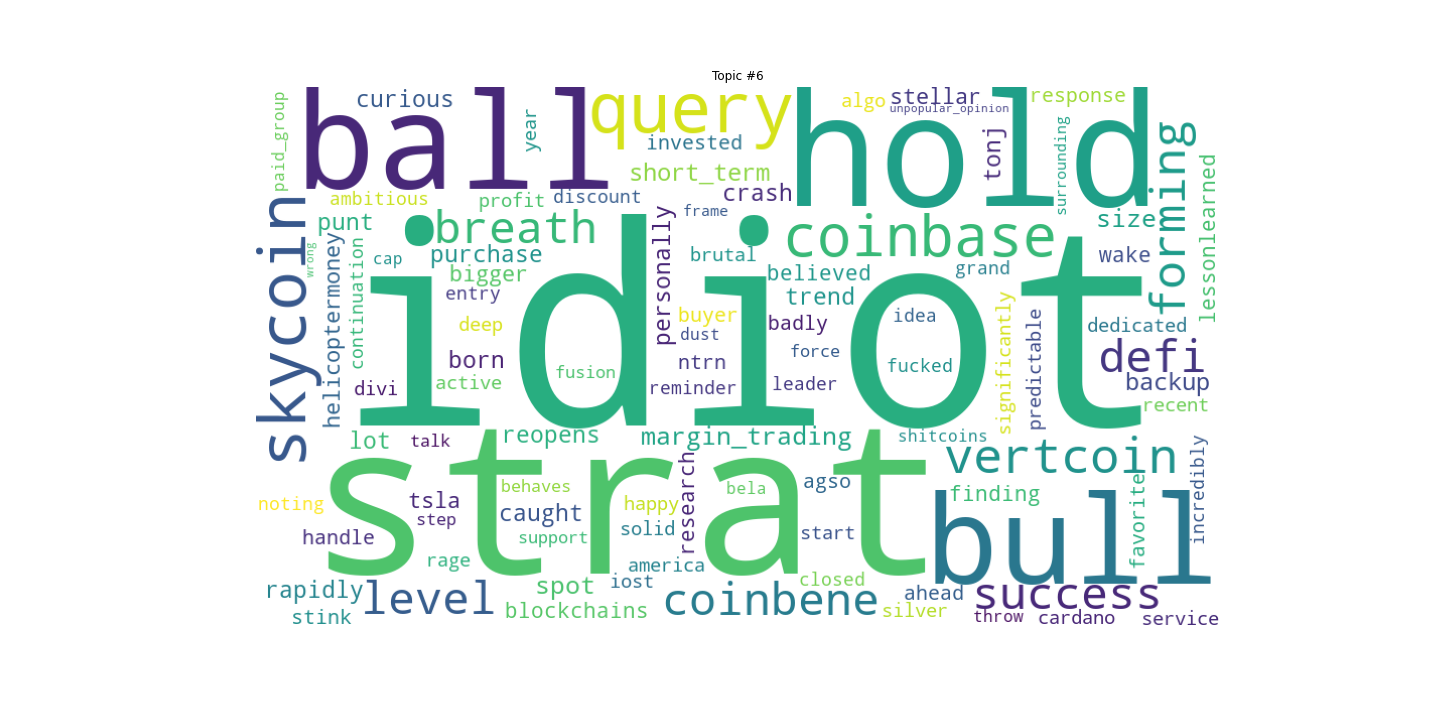 Topic #6
paid_group
curious
ball
year
query
invested
short_term
algo
stellar
unpopular_opinion
response
hold
tonj
surrounding
forming
lessonlearned
ambitious
profit
discount
crash
punt
breath
frame
coinbase
size
skycoin
wrong
helicoptermoney
continuation
cap
purchase
bigger
entry
personally
brutal
believed
trend
grand
wake
idiot
deep
buyer
dust
badly
idea
significantly
predictable
dedicated
born
ntrn
force
fucked
defi
divi
active
fusion
reminder
leader
backup
recent
lot
talk
reopens
margin_trading
shitcoins
strat
vertcoin
incredibly
noting
tsla
step
behaves
caught
happy
research
bela
agso
finding
favorite
bull
handle
support
solid
start
rage
america
rapidly
level
spot
iost
closed
ahead
success
stink
blockchains
coinbene
silver
throw
cardano
service